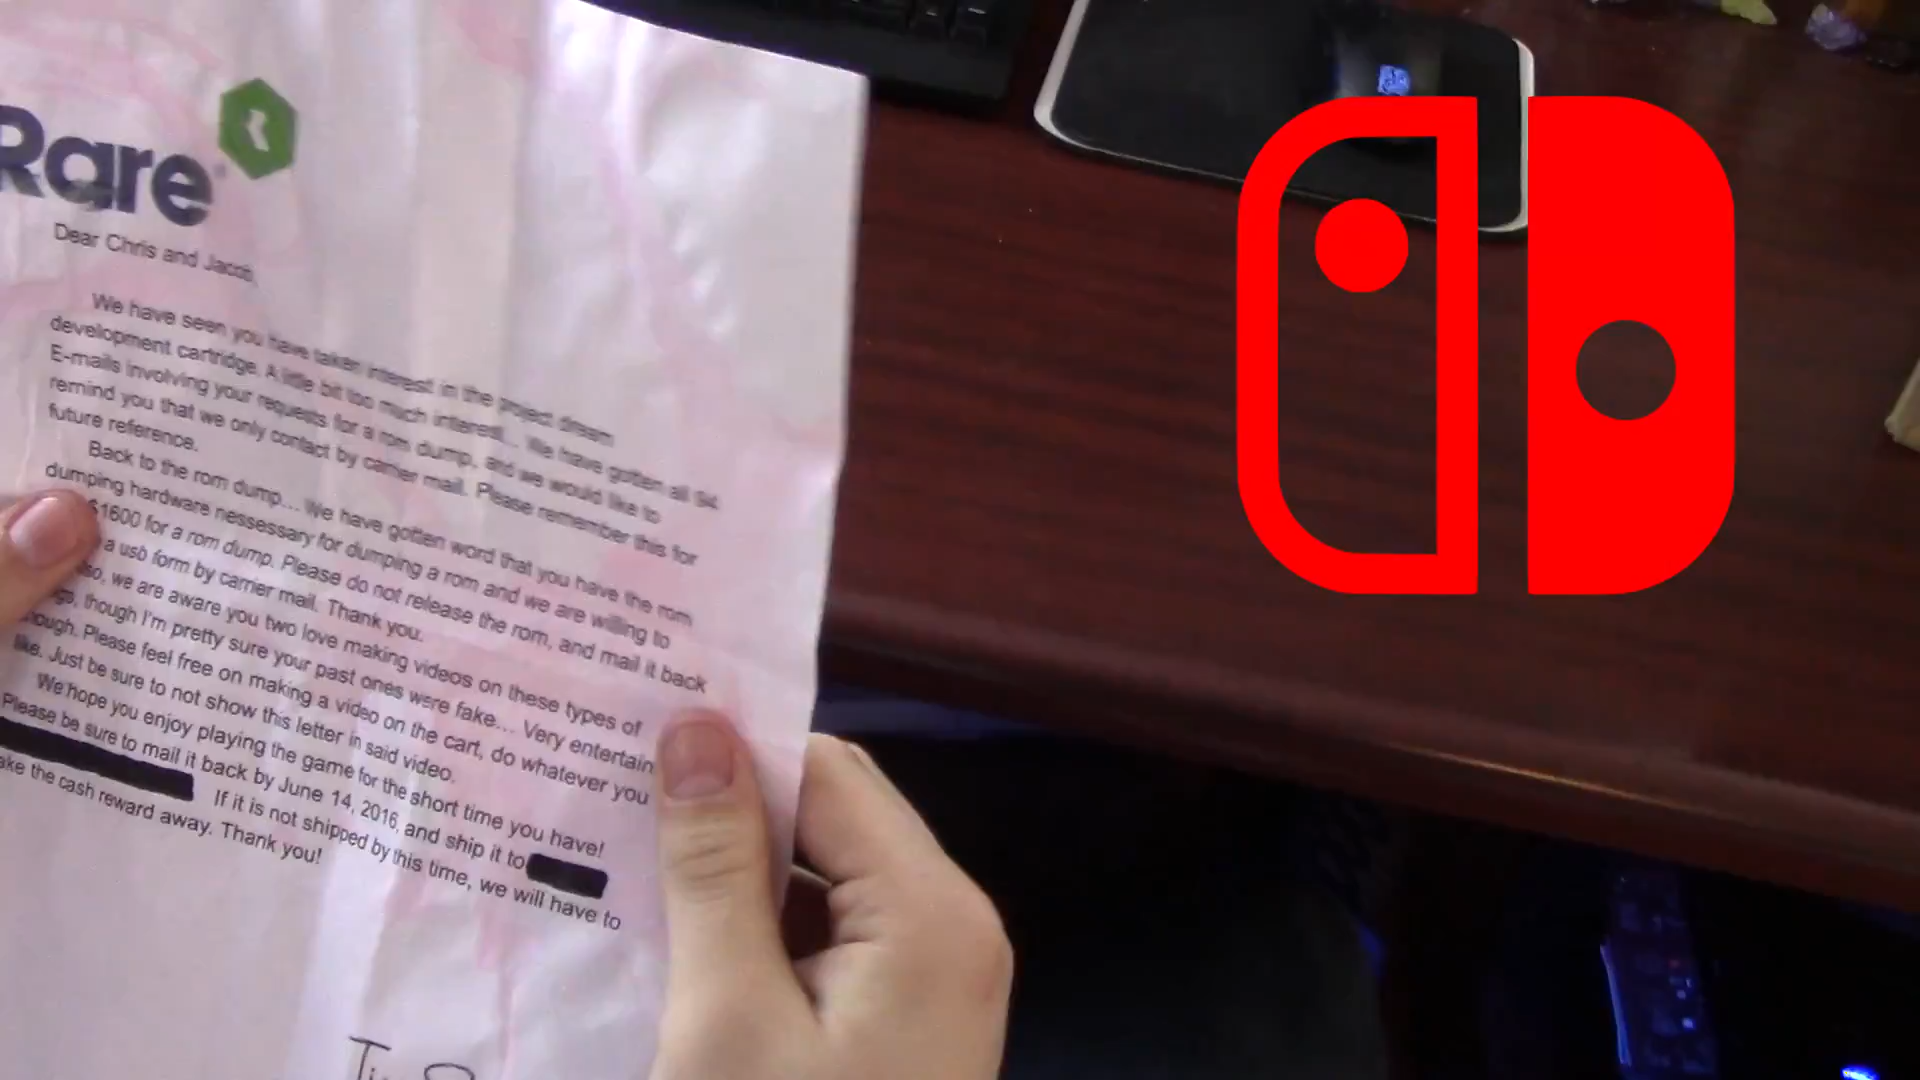 Rare
Dear Chris and Jacob,
We have seen you have taken interest in the project dream
development cartridge. A little bit too much interest... We have gotten all 94
E-mails involving your requests for a rom dump, and we would like to
remind you that we only contact by carrier mail. Please remember this for
future reference.
Back to the rom dump... We have gotten word that you have the rom
dumping hardware nessessary for dumping a rom and we are willing to
$1600 for a rom dump. Please do not release the rom, and mail it back
a usb form by carrier mail. Thank you.
so, we are aware you two love making videos on these types of
gs, though I'm pretty sure your past ones were fake... Very entertain
hough. Please feel free on making a video on the cart, do whatever you
like. Just be sure to not show this letter in said video.
We hope you enjoy playing the game for the short time you have!
Please be sure to mail it back by June 14, 2016, and ship it to
If it is not shipped by this time, we will have to
ake the cash reward away. Thank you!